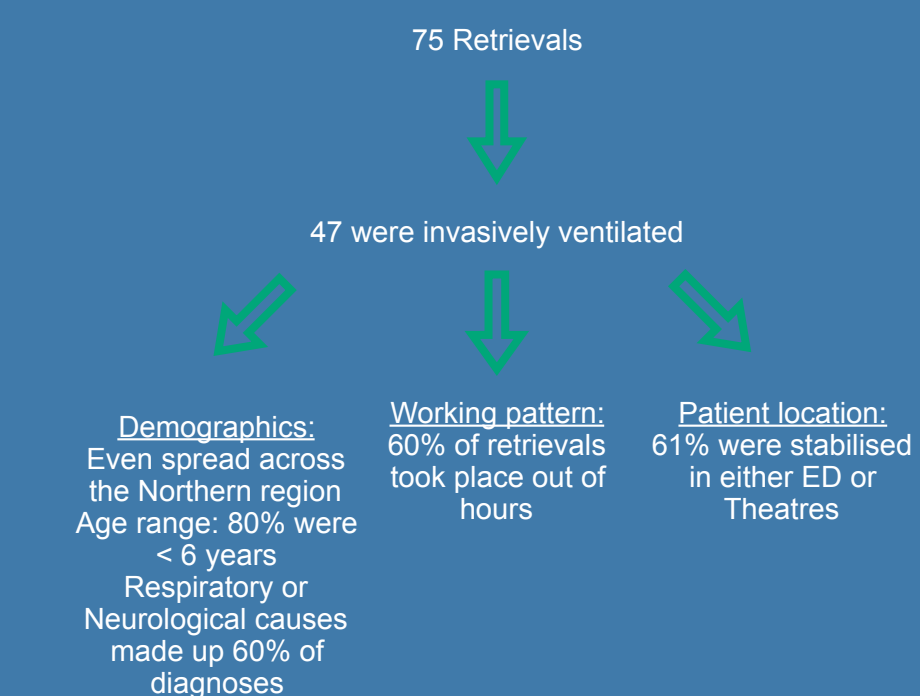 75 Retrievals
47 were invasively ventilated
Demographics:
Even spread across
the Northern region
Age range: 80% were
< 6 years
Respiratory or
Neurological causes
made up 60% of
diagnoses
Working pattern:
60% of retrievals
took place out of
hours
Patient location:
61% were stabilised
in either ED or
Theatres